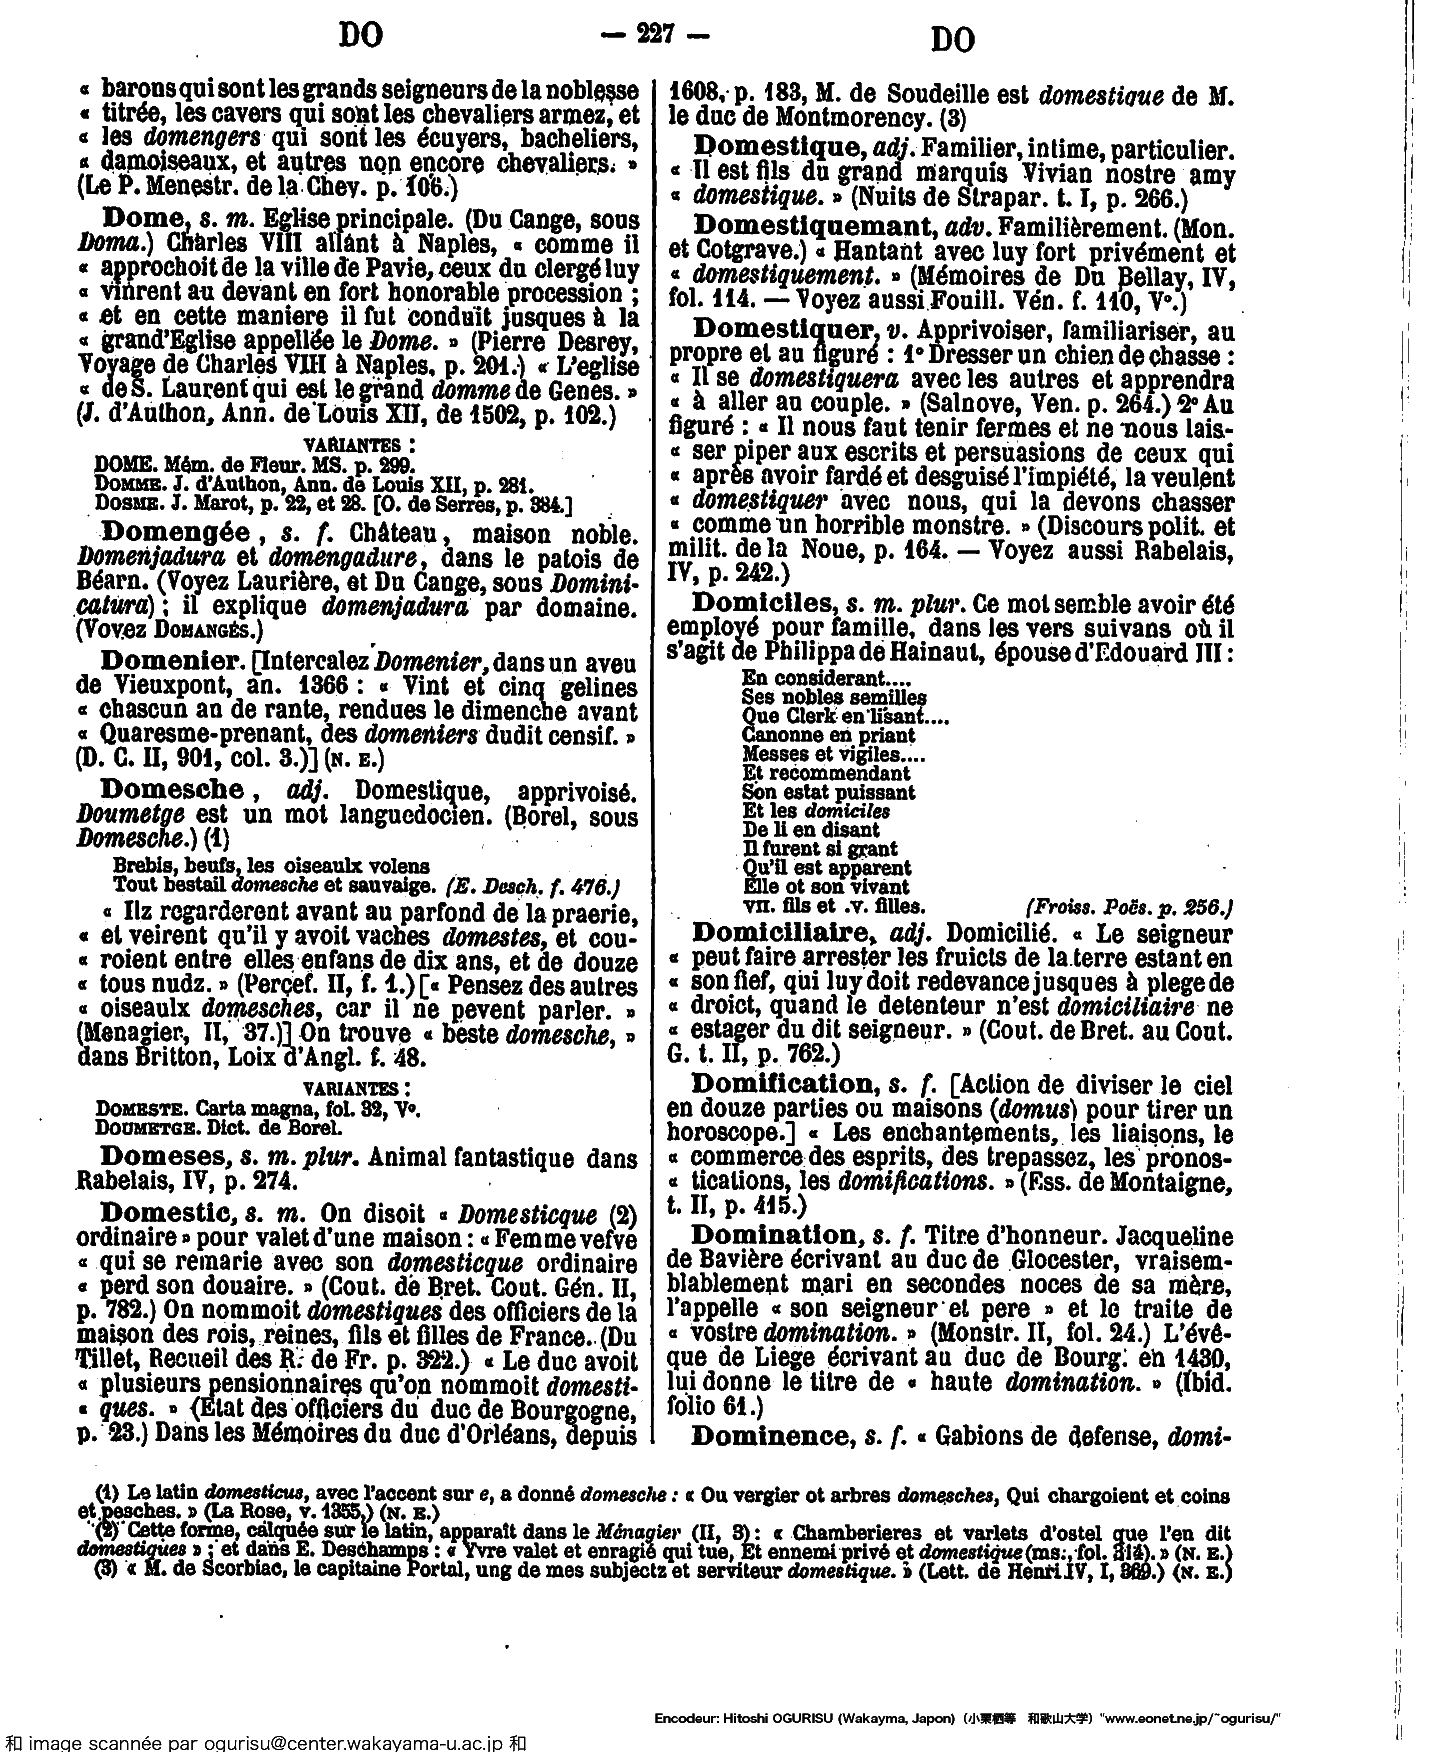 DO
— 227 —
DO
« barons qui sont les grands seigneurs de la noblesse
« titrée, les cavers qui sont les chevaliers armez, et
« les domengers qui sont les écuyers, bacheliers,
« damoiseaux, et autres non encore chevaliers. »
(Le P. Menestr. de la Chev. p. 106.)
Dome, s. m. Eglise principale. (Du Cange, sous
Doma.) Charles VIII allant à Naples, « comme il
« approchoit de la ville de Pavie, ceux du clergé luy
« vinrent au devant en fort honorable procession ;
« et en cette maniere il fut conduit jusques à la
« grand'Eglise appellée le Dome. » (Pierre Desrey,
Voyage de Charles VIII à Naples, p. 201.) « L'eglise
« de S. Laurent qui est le grand domme de Genes. »
(J. d'Authon, Ann. de Louis XII, de 1502, p. 102.)
VARIANTES :
DOME. Mém. de Fleur. MS. p. 299.
DOMME. J. d'Authon, Ann. de Louis XII, p. 281.
DOSME. J. Marot, p. 22, et 28. [O. de Serres, p. 384.]
Domengée, s. f. Château, maison noble.
Domenjadura et domengadure, dans le patois de
Béarn. (Voyez Laurière, et Du Cange, sous Domini-
catura) ; il explique domenjadura par domaine.
(Voyez DOMANGÉS.)
Domenier. [Intercalez Domenier, dans un aveu
de Vieuxpont, an. 1366 : « Vint et cinq gelines
« chascun an de rante, rendues le dimenche avant
« Quaresme-prenant, des domeniers dudit censif. »
(D. C. II, 901, col. 3.)] (N. E.)
Domesche, adj. Domestique, apprivoisé.
Doumetge est un mot languedocien. (Borel, sous
Domesche.) (1)
Brebis, beufs, les oiseaulx volens
Tout bestail domesche et sauvaige. (E. Desch. f. 476.)
« Ilz regarderent avant au parfond de la praerie,
« et veirent qu'il y avoit vaches domestes, et cou-
« roient entre elles enfans de dix ans, et de douze
« tous nudz. » (Perçef. II, f. 1.) [« Pensez des autres
« oiseaulx domesches, car il ne pevent parler. »
(Menagier, II, 37.)] On trouve « beste domesche, »
dans Britton, Loix d'Angl. f. 48.
VARIANTES :
DOMESTE. Carta magna, fol. 32, Vº.
DOUMETGE. Dict. de Borel.
Domeses, s. m. plur. Animal fantastique dans
Rabelais, IV, p. 274.
Domestic, s. m. On disoit « Domesticque (2)
ordinaire » pour valet d'une maison : « Femme vefve
« qui se remarie avec son domesticque ordinaire
« perd son douaire. » (Cout. de Bret. Cout. Gén. II,
p. 782.) On nommoit domestiques des officiers de la
maison des rois, reines, fils et filles de France. (Du
Tillet, Recueil des R. de Fr. p. 322.) « Le duc avoit
« plusieurs pensionnaires qu'on nommoit domesti-
« ques. » (Etat des officiers du duc de Bourgogne,
p. 23.) Dans les Mémoires du duc d'Orléans, depuis
1608, p. 183, M. de Soudeille est domestique de M.
le duc de Montmorency. (3)
Domestique, adj. Familier, intime, particulier.
« Il est fils du grand marquis Vivian nostre amy
« domestique. » (Nuits de Strapar. t. I, p. 266.)
Domestiquemant, adv. Familièrement. (Mon.
et Cotgrave.) « Hantant avec luy fort privément et
« domestiquement. » (Mémoires de Du Bellay, IV,
fol. 114. — Voyez aussi Fouill. Vén. f. 110, Vº.)
Domestiquer, v. Apprivoiser, familiariser, au
propre et au figuré : 1º Dresser un chien de chasse :
« Il se domestiquera avec les autres et apprendra
« à aller au couple. » (Salnove, Ven. p. 264.) 2º Au
figuré : « Il nous faut tenir fermes et ne nous lais-
« ser piper aux escrits et persuasions de ceux qui
« après avoir fardé et desguisé l'impiété, la veulent
« domestiquer avec nous, qui la devons chasser
« comme un horrible monstre. » (Discours polit. et
milit. de la Noue, p. 164. — Voyez aussi Rabelais,
IV, p. 242.)
Domiciles, s. m. plur. Ce mot semble avoir été
employé pour famille, dans les vers suivans où il
s'agit de Philippa de Hainaut, épouse d'Edouard III :
En considerant....
Ses nobles semilles
Que Clerk en lisant....
Canonne en priant
Messes et vigiles....
Et recommendant
Son estat puissant
Et les domiciles
De li en disant
Il furent si grant
Qu'il est apparent
Elle ot son vivant
VII. fils et .V. filles. (Froiss. Poës. p. 256.)
Domiciliaire, adj. Domicilié. « Le seigneur
« peut faire arrester les fruicts de la terre estant en
« son fief, qui luy doit redevance jusques à plege de
« droict, quand le detenteur n'est domiciliaire ne
« estager du dit seigneur. » (Cout. de Bret. au Cout.
G. t. II, p. 762.)
Domification, s. f. [Action de diviser le ciel
en douze parties ou maisons (domus) pour tirer un
horoscope.] « Les enchantements, les liaisons, le
« commerce des esprits, des trepassez, les pronos-
« tications, les domifications. » (Ess. de Montaigne,
t. II, p. 415.)
Domination, s. f. Titre d'honneur. Jacqueline
de Bavière écrivant au duc de Glocester, vraisem-
blablement mari en secondes noces de sa mère,
l'appelle « son seigneur et pere » et le traite de
« vostre domination. » (Monstr. II, fol. 24.) L'évê-
que de Liege écrivant au duc de Bourg. en 1430,
lui donne le titre de « haute domination. » (Ibid.
folio 61.)
Dominence, s. f. « Gabions de defense, domi-
(1) Le latin domesticus, avec l'accent sur e, a donné domesche : « Ou vergier ot arbres domesches, Qui chargoient et coins
et pesches. » (La Rose, v. 1355.) (N. E.)
(2) Cette forme, calquée sur le latin, apparaît dans le Ménagier (II, 3) : « Chamberieres et varlets d'ostel que l'en dit
domestiques » ; et dans E. Deschamps : « Yvre valet et enragié qui tue, Et ennemi privé et domestique (ms., fol. 314). » (N. E.)
(3) « M. de Scorbiac, le capitaine Portal, ung de mes subjectz et serviteur domestique. » (Lett. de Henri IV, I, 369.) (N. E.)
Encodeur: Hitoshi OGURISU (Wakayma, Japon) (小栗栖等 和歌山大学) "www.eonet.ne.jp/~ogurisu/"
和 image scannée par ogurisu@center.wakayama-u.ac.jp 和